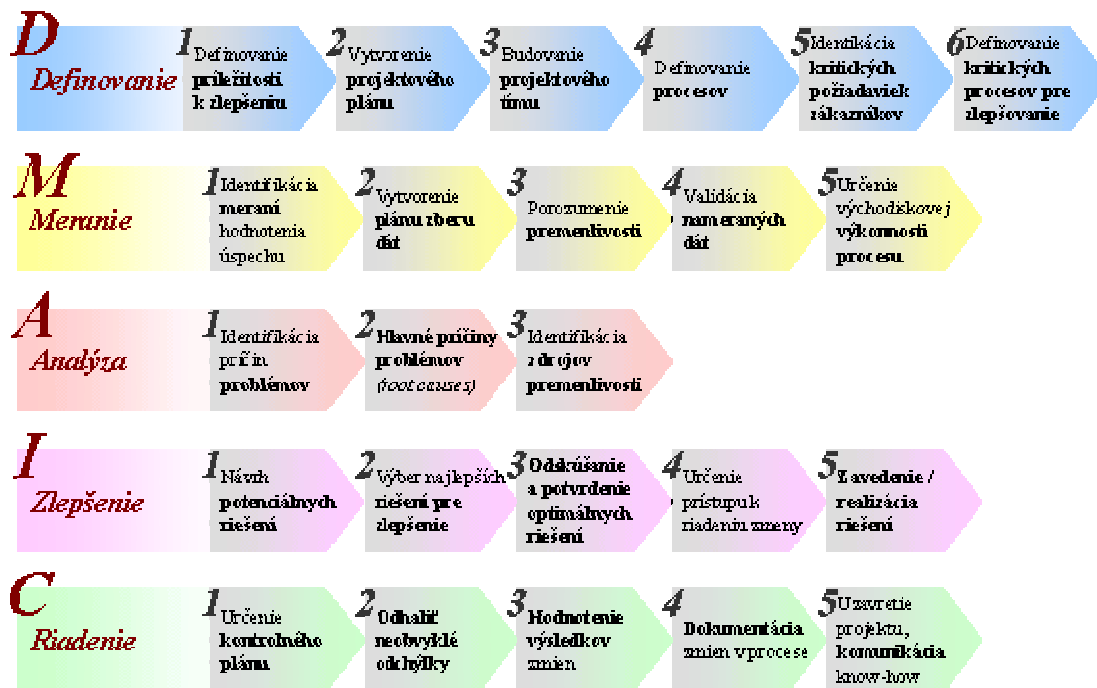 D
Definovanie
1
Definovanie
príležitostí
k zlepšeniu
2
Vytvorenie
projektového
plánu
3
Budovanie
projektového
tímu
4
Definovanie
procesov
5
Identikácia
kritických
požiadaviek
zákazníkov
6
Definovanie
kritických
procesov pre
zlepšovanie
M
Meranie
1
Identifikácia
meraní
hodnotenia
úspechu
2
Vytvorenie
plánu zberu
dát
3
Porozumenie
premenlivosti
4
Validácia
nameraných
dát
5
Určenie
východiskovej
výkonnosti
procesu
A
Analýza
1
Identifikácia
príčin
problémov
2
Hlavné príčiny
problémov
(root causes)
3
Identifikácia
zdrojov
premenlivosti
I
Zlepšenie
1
Návrh
potenciálnych
riešení
2
Výber najlepších
riešení pre
zlepšenie
3
Odskúšanie
a potvrdenie
optimálnych
riešení
4
Určenie
prístupu k
riadeniu zmeny
5
Zavedenie /
realizácia
riešení
C
Riadenie
1
Určenie
kontrolného
plánu
2
Odhaliť
neobvyklé
odchýlky
3
Hodnotenie
výsledkov
zmien
4
Dokumentácia
zmien v procese
5
Uzavretie
projektu,
komunikácia
know-how